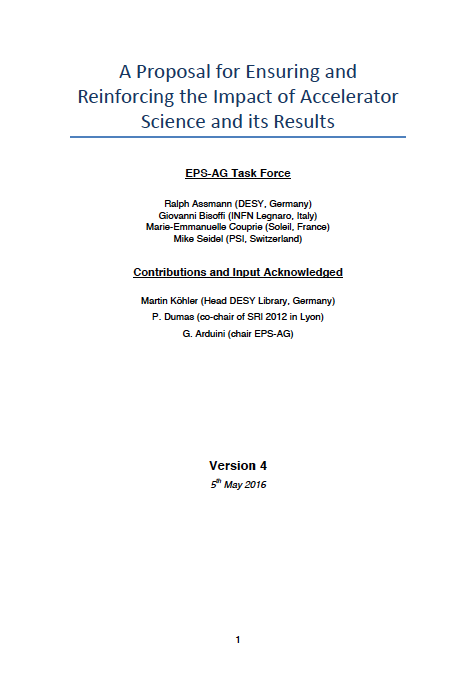 A Proposal for Ensuring and
Reinforcing the Impact of Accelerator
Science and its Results
EPS-AG Task Force
Ralph Assmann (DESY, Germany)
Giovanni Bisoffi (INFN Legnaro, Italy)
Marie-Emmanuelle Couprie (Soleil, France)
Mike Seidel (PSI, Switzerland)
Contributions and Input Acknowledged
Martin Köhler (Head DESY Library, Germany)
P. Dumas (co-chair of SRI 2012 in Lyon)
G. Arduini (chair EPS-AG)
Version 4
5th May 2016
1